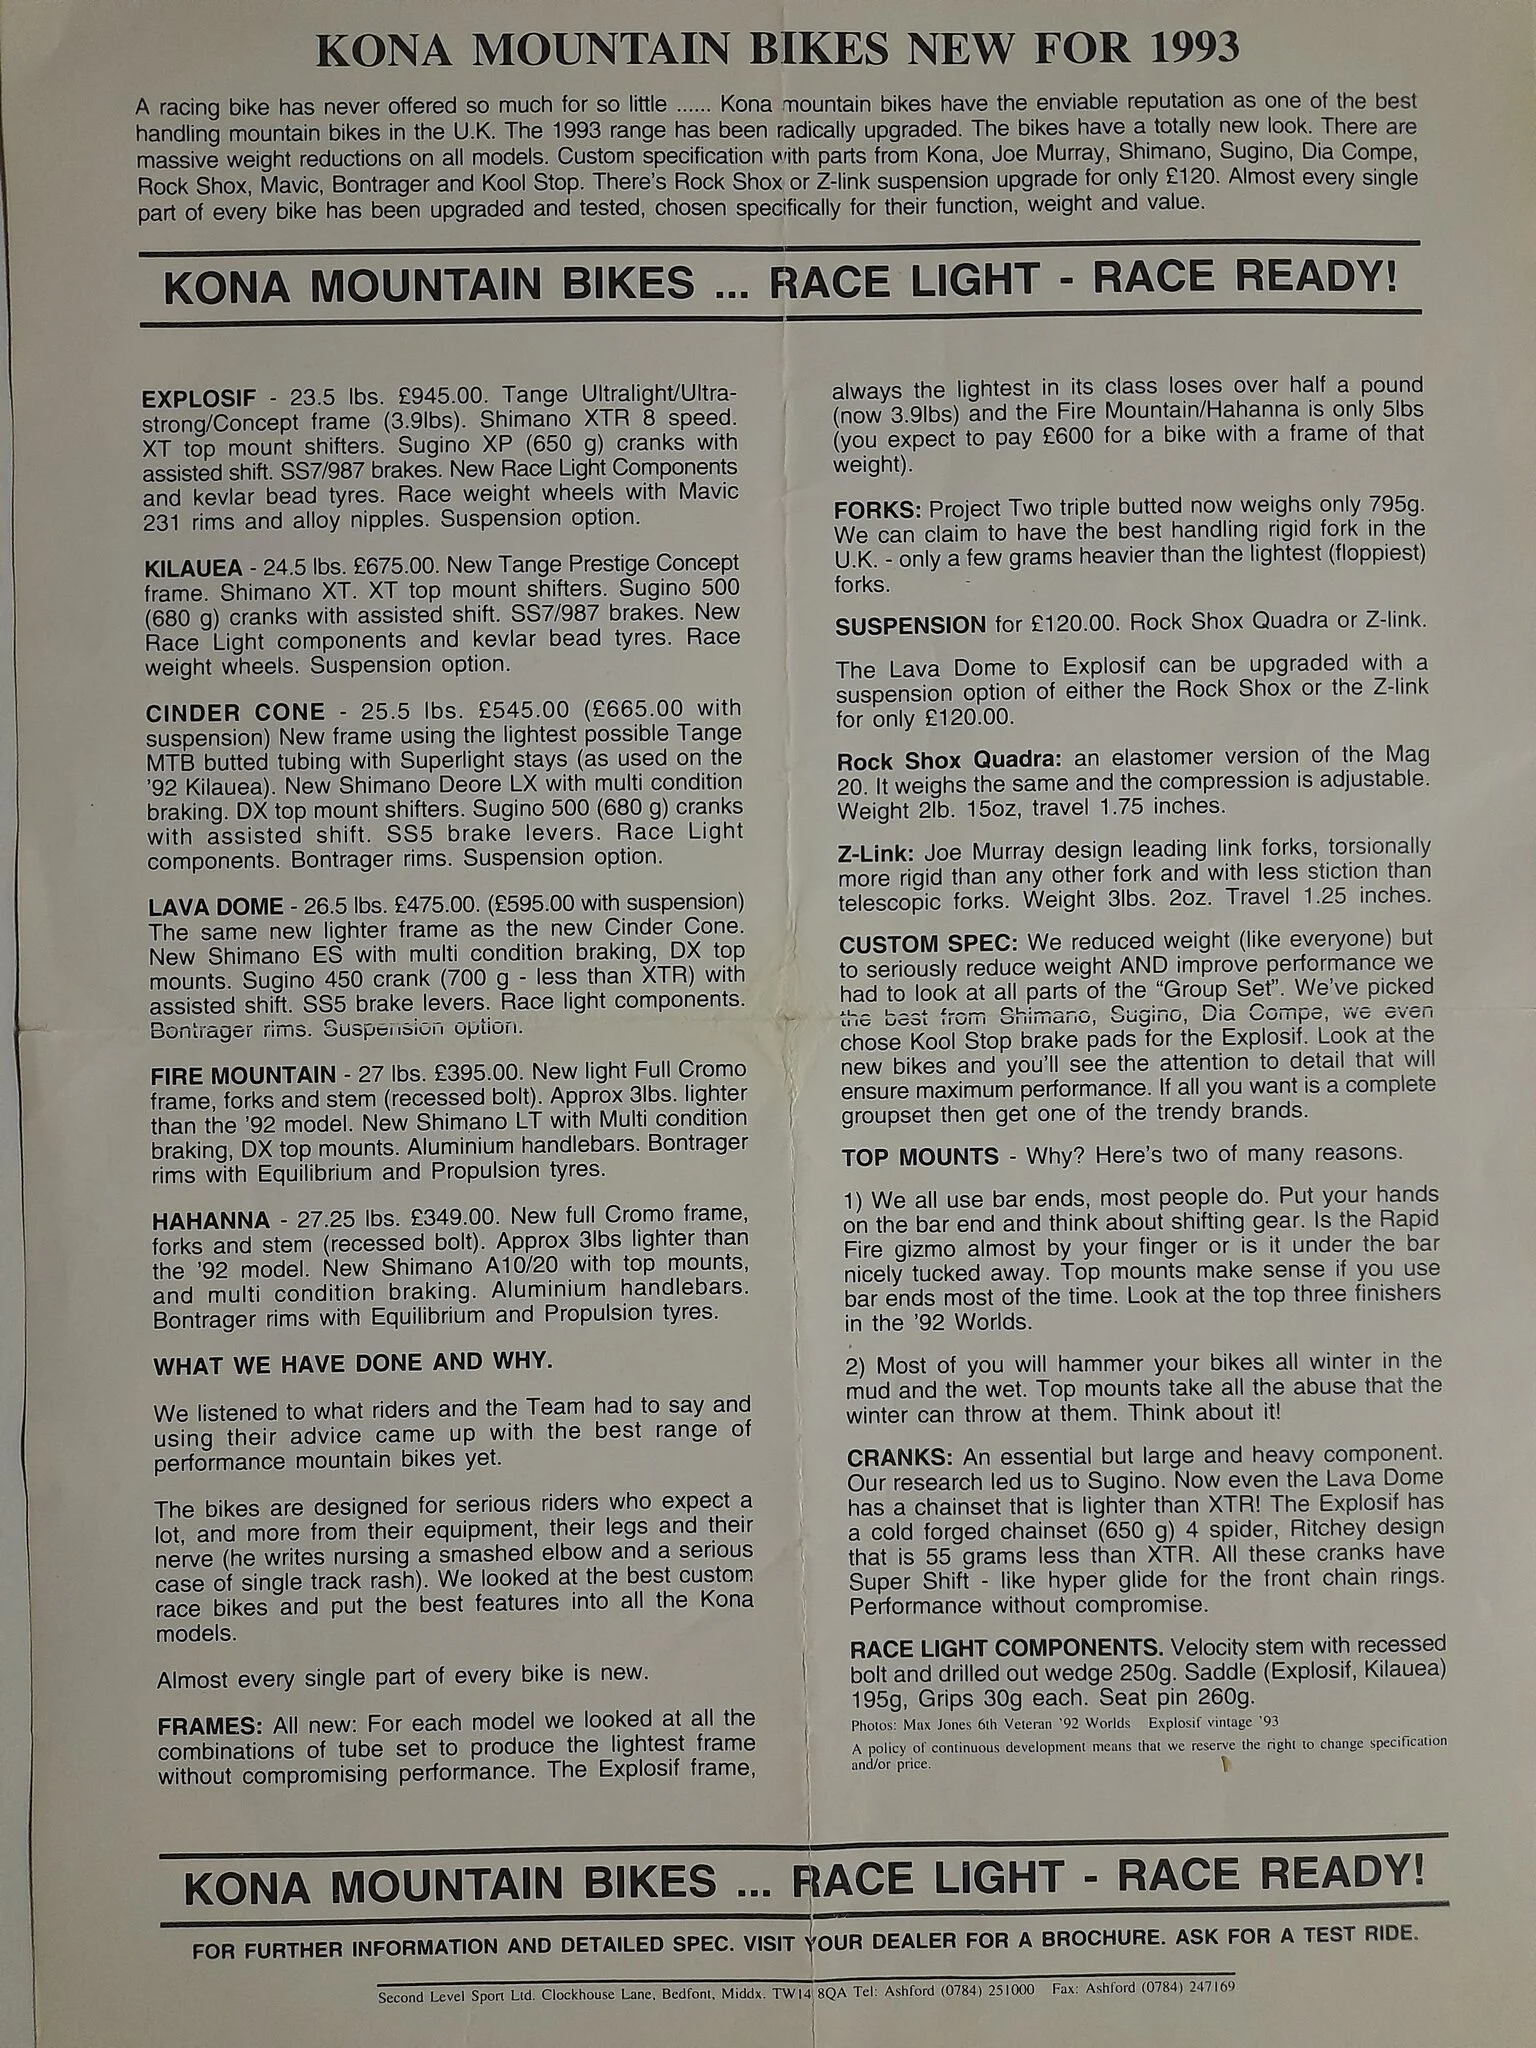 KONA MOUNTAIN BIKES NEW FOR 1993
A racing bike has never offered so much for so little ...... Kona mountain bikes have the enviable reputation as one of the best
handling mountain bikes in the U.K. The 1993 range has been radically upgraded. The bikes have a totally new look. There are
massive weight reductions on all models. Custom specification with parts from Kona, Joe Murray, Shimano, Sugino, Dia Compe,
Rock Shox, Mavic, Bontrager and Kool Stop. There's Rock Shox or Z-link suspension upgrade for only £120. Almost every single
part of every bike has been upgraded and tested, chosen specifically for their function, weight and value.
KONA MOUNTAIN BIKES ... RACE LIGHT - RACE READY!
EXPLOSIF - 23.5 lbs. £945.00. Tange Ultralight/Ultra-
strong/Concept frame (3.9lbs). Shimano XTR 8 speed.
XT top mount shifters. Sugino XP (650 g) cranks with
assisted shift. SS7/987 brakes. New Race Light Components
and kevlar bead tyres. Race weight wheels with Mavic
231 rims and alloy nipples. Suspension option.
KILAUEA - 24.5 lbs. £675.00. New Tange Prestige Concept
frame. Shimano XT. XT top mount shifters. Sugino 500
(680 g) cranks with assisted shift. SS7/987 brakes. New
Race Light components and kevlar bead tyres. Race
weight wheels. Suspension option.
CINDER CONE - 25.5 lbs. £545.00 (£665.00 with
suspension) New frame using the lightest possible Tange
MTB butted tubing with Superlight stays (as used on the
'92 Kilauea). New Shimano Deore LX with multi condition
braking. DX top mount shifters. Sugino 500 (680 g) cranks
with assisted shift. SS5 brake levers. Race Light
components. Bontrager rims. Suspension option.
LAVA DOME - 26.5 lbs. £475.00. (£595.00 with suspension)
The same new lighter frame as the new Cinder Cone.
New Shimano ES with multi condition braking, DX top
mounts. Sugino 450 crank (700 g - less than XTR) with
assisted shift. SS5 brake levers. Race light components.
Bontrager rims. Suspension option.
FIRE MOUNTAIN - 27 lbs. £395.00. New light Full Cromo
frame, forks and stem (recessed bolt). Approx 3lbs. lighter
than the '92 model. New Shimano LT with Multi condition
braking, DX top mounts. Aluminium handlebars. Bontrager
rims with Equilibrium and Propulsion tyres.
HAHANNA - 27.25 lbs. £349.00. New full Cromo frame,
forks and stem (recessed bolt). Approx 3lbs lighter than
the '92 model. New Shimano A10/20 with top mounts,
and multi condition braking. Aluminium handlebars.
Bontrager rims with Equilibrium and Propulsion tyres.
WHAT WE HAVE DONE AND WHY.
We listened to what riders and the Team had to say and
using their advice came up with the best range of
performance mountain bikes yet.
The bikes are designed for serious riders who expect a
lot, and more from their equipment, their legs and their
nerve (he writes nursing a smashed elbow and a serious
case of single track rash). We looked at the best custom
race bikes and put the best features into all the Kona
models.
Almost every single part of every bike is new.
FRAMES: All new: For each model we looked at all the
combinations of tube set to produce the lightest frame
without compromising performance. The Explosif frame,
always the lightest in its class loses over half a pound
(now 3.9lbs) and the Fire Mountain/Hahanna is only 5lbs
(you expect to pay £600 for a bike with a frame of that
weight).
FORKS: Project Two triple butted now weighs only 795g.
We can claim to have the best handling rigid fork in the
U.K. - only a few grams heavier than the lightest (floppiest)
forks.
SUSPENSION for £120.00. Rock Shox Quadra or Z-link.
The Lava Dome to Explosif can be upgraded with a
suspension option of either the Rock Shox or the Z-link
for only £120.00.
Rock Shox Quadra: an elastomer version of the Mag
20. It weighs the same and the compression is adjustable.
Weight 2lb. 15oz, travel 1.75 inches.
Z-Link: Joe Murray design leading link forks, torsionally
more rigid than any other fork and with less stiction than
telescopic forks. Weight 3lbs. 2oz. Travel 1.25 inches.
CUSTOM SPEC: We reduced weight (like everyone) but
to seriously reduce weight AND improve performance we
had to look at all parts of the "Group Set". We've picked
the best from Shimano, Sugino, Dia Compe, we even
chose Kool Stop brake pads for the Explosif. Look at the
new bikes and you'll see the attention to detail that will
ensure maximum performance. If all you want is a complete
groupset then get one of the trendy brands.
TOP MOUNTS - Why? Here's two of many reasons.
1) We all use bar ends, most people do. Put your hands
on the bar end and think about shifting gear. Is the Rapid
Fire gizmo almost by your finger or is it under the bar
nicely tucked away. Top mounts make sense if you use
bar ends most of the time. Look at the top three finishers
in the '92 Worlds.
2) Most of you will hammer your bikes all winter in the
mud and the wet. Top mounts take all the abuse that the
winter can throw at them. Think about it!
CRANKS: An essential but large and heavy component.
Our research led us to Sugino. Now even the Lava Dome
has a chainset that is lighter than XTR! The Explosif has
a cold forged chainset (650 g) 4 spider, Ritchey design
that is 55 grams less than XTR. All these cranks have
Super Shift - like hyper glide for the front chain rings.
Performance without compromise.
RACE LIGHT COMPONENTS. Velocity stem with recessed
bolt and drilled out wedge 250g. Saddle (Explosif, Kilauea)
195g, Grips 30g each. Seat pin 260g.
Photos: Max Jones 6th Veteran '92 Worlds Explosif vintage '93
A policy of continuous development means that we reserve the right to change specification
and/or price.
KONA MOUNTAIN BIKES ... RACE LIGHT - RACE READY!
FOR FURTHER INFORMATION AND DETAILED SPEC. VISIT YOUR DEALER FOR A BROCHURE. ASK FOR A TEST RIDE.
Second Level Sport Ltd. Clockhouse Lane, Bedfont, Middx. TW14 8QA Tel: Ashford (0784) 251000 Fax: Ashford (0784) 247169